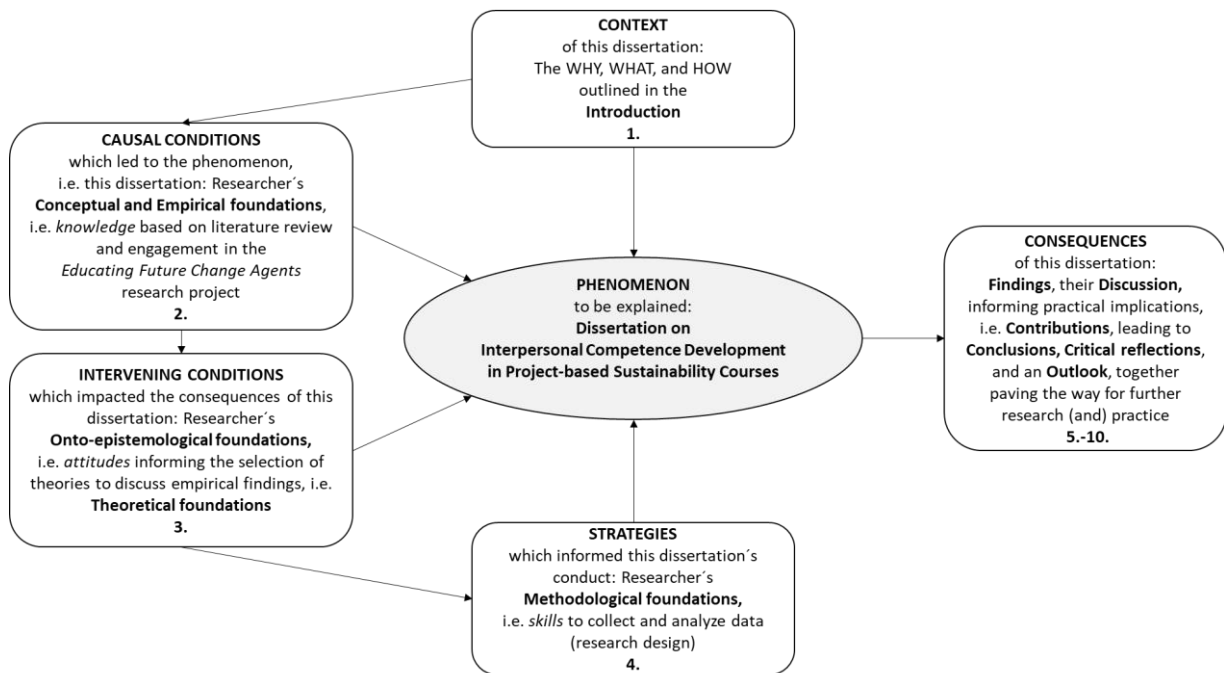 CONTEXT
of this dissertation:
The WHY, WHAT, and HOW
outlined in the
Introduction
1.
CAUSAL CONDITIONS
which led to the phenomenon,
i.e. this dissertation: Researcher´s
Conceptual and Empirical foundations,
i.e. knowledge based on literature review
and engagement in the
Educating Future Change Agents
research project
2.
PHENOMENON
to be explained:
Dissertation on
Interpersonal Competence Development
in Project-based Sustainability Courses
CONSEQUENCES
of this dissertation:
Findings, their Discussion,
informing practical implications,
i.e. Contributions, leading to
Conclusions, Critical reflections,
and an Outlook, together
paving the way for further
research (and) practice
5.-10.
INTERVENING CONDITIONS
which impacted the consequences of this
dissertation: Researcher´s
Onto-epistemological foundations,
i.e. attitudes informing the selection of
theories to discuss empirical findings, i.e.
Theoretical foundations
3.
STRATEGIES
which informed this dissertation´s
conduct: Researcher´s
Methodological foundations,
i.e. skills to collect and analyze data
(research design)
4.